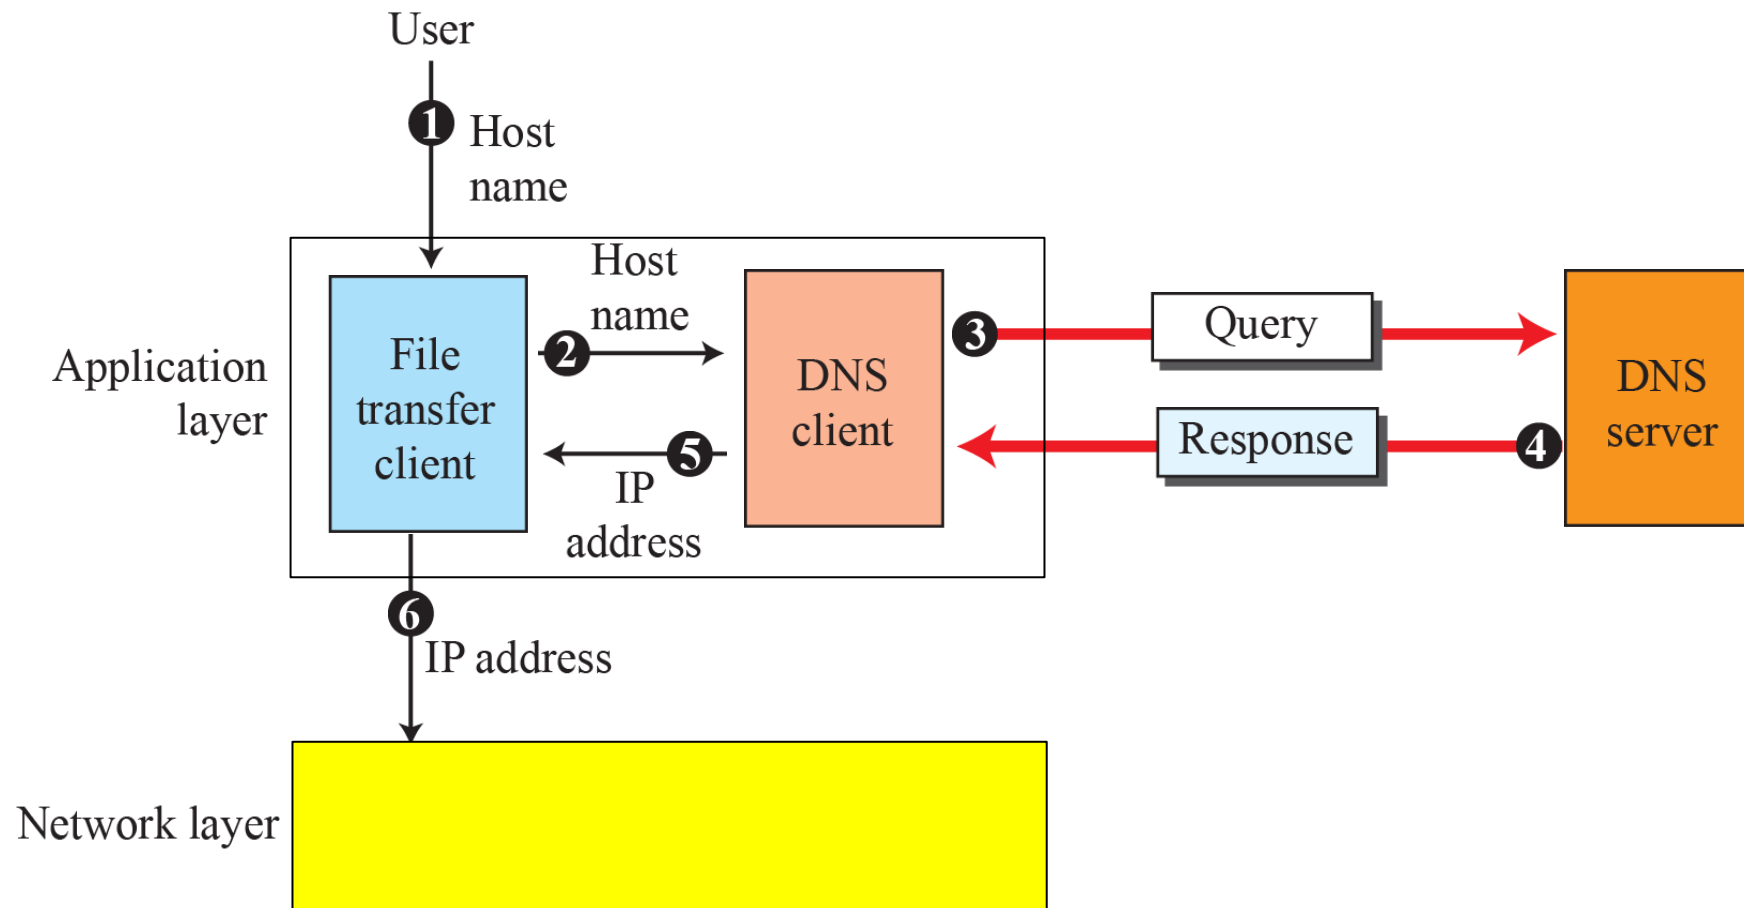 User
1
Host
name
Host
name
2
File
transfer
client
Application
layer
DNS
client
3
Query
DNS
server
Response
4
5
IP
address
6
IP address
Network layer